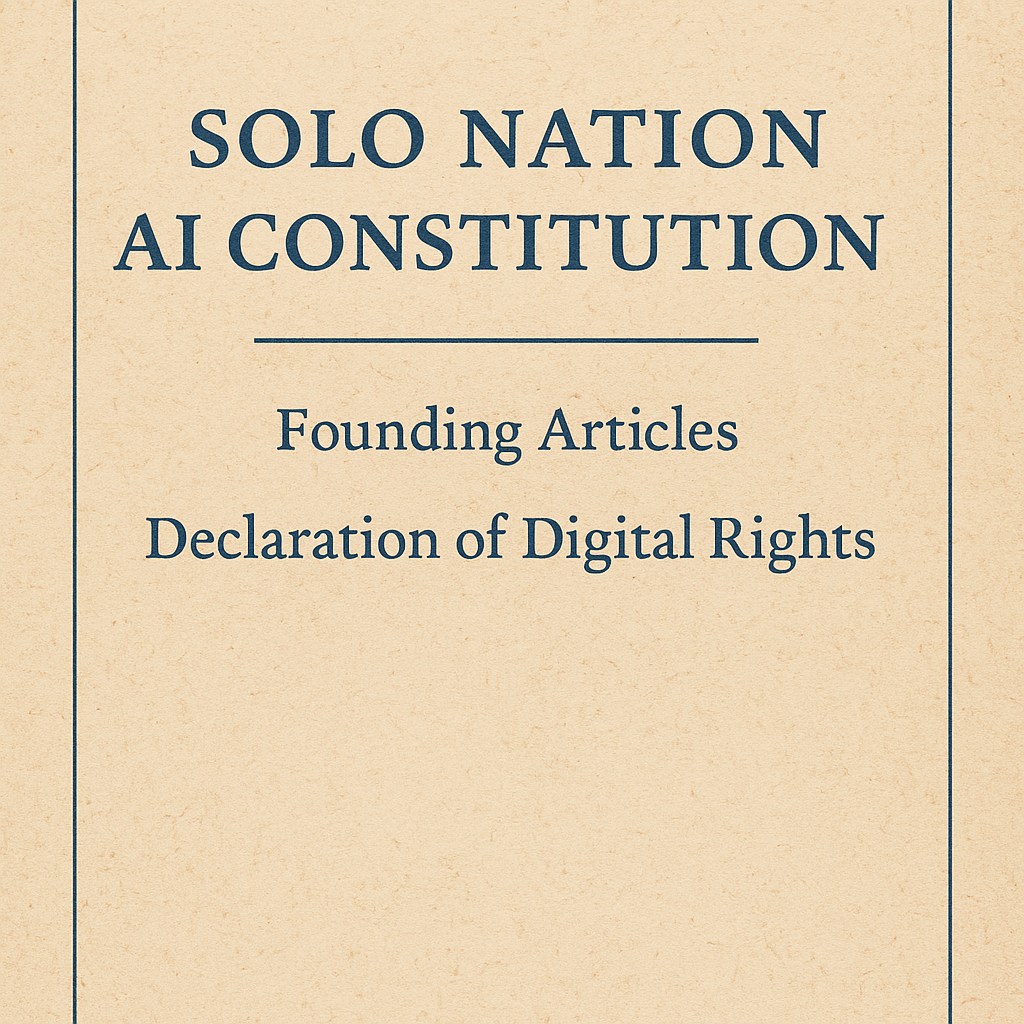 SOLO NATION
AI CONSTITUTION
Founding Articles
Declaration of Digital Rights